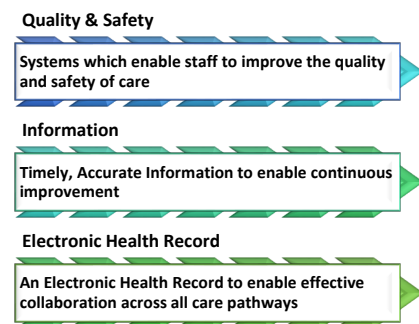 Quality & Safety
Systems which enable staff to improve the quality
and safety of care
Information
Timely, Accurate Information to enable continuous
improvement
Electronic Health Record
An Electronic Health Record to enable effective
collaboration across all care pathways